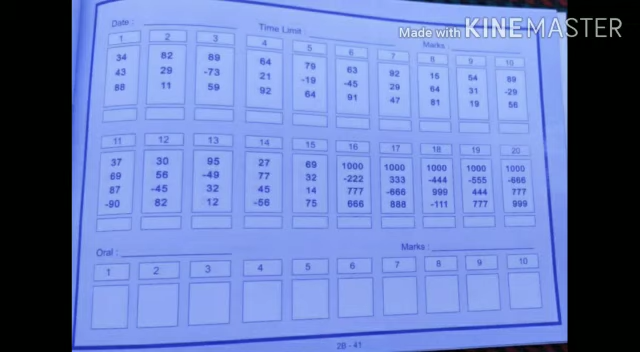 Made with KINEMASTER
Date : Time Limit : Marks :
1 2 3 4 5 6 7 8 9 10
34 82 89 64 79 63 92 15 54 89
43 29 -73 21 -19 -45 29 64 31 -29
88 11 59 92 64 91 47 81 19 56
11 12 13 14 15 16 17 18 19 20
37 30 95 27 69 1000 1000 1000 1000 1000
69 56 -49 77 32 -222 333 -444 -555 -666
87 -45 32 45 14 777 -666 999 444 777
-90 82 12 -56 75 666 888 -111 777 999
Oral : Marks :
1 2 3 4 5 6 7 8 9 10
2B - 41